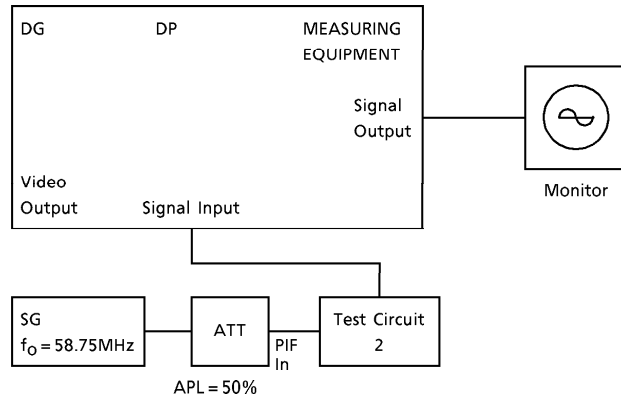 DG DP MEASURING
EQUIPMENT
Signal
Output
Monitor
Video
Output Signal Input
SG
fo = 58.75MHz
ATT
PIF
In
Test Circuit
2
APL = 50%